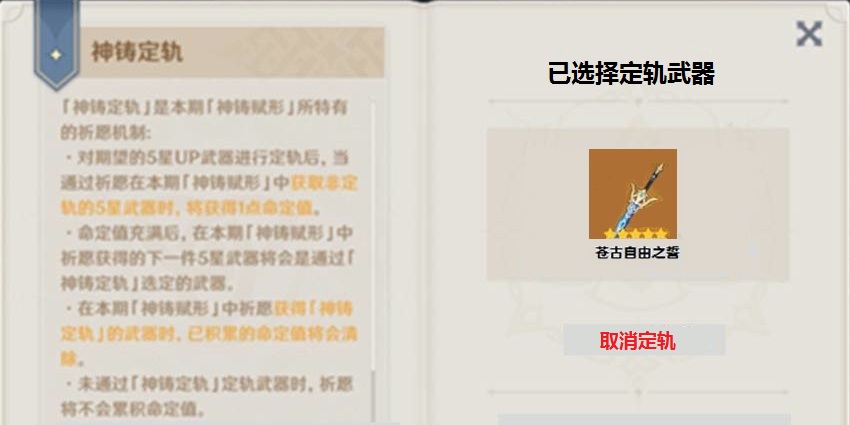 神铸定轨
「神铸定轨」是本期「神铸赋形」所特有
的祈愿机制:
·对期望的5星UP武器进行定轨后，当
通过祈愿在本期「神铸赋形」中获取非定
轨的5星武器时，将获得1点命定值。
·命定值充满后，在本期「神铸赋形」中
祈愿获得的下一件5星武器将会是通过「
神铸定轨」选定的武器。
·在本期「神铸赋形」中祈愿获得「神铸
定轨」的武器时，已积累的命定值将会清
除。
·未通过「神铸定轨」定轨武器时，祈愿
将不会累积命定值。
已选择定轨武器
苍古自由之誓
取消定轨